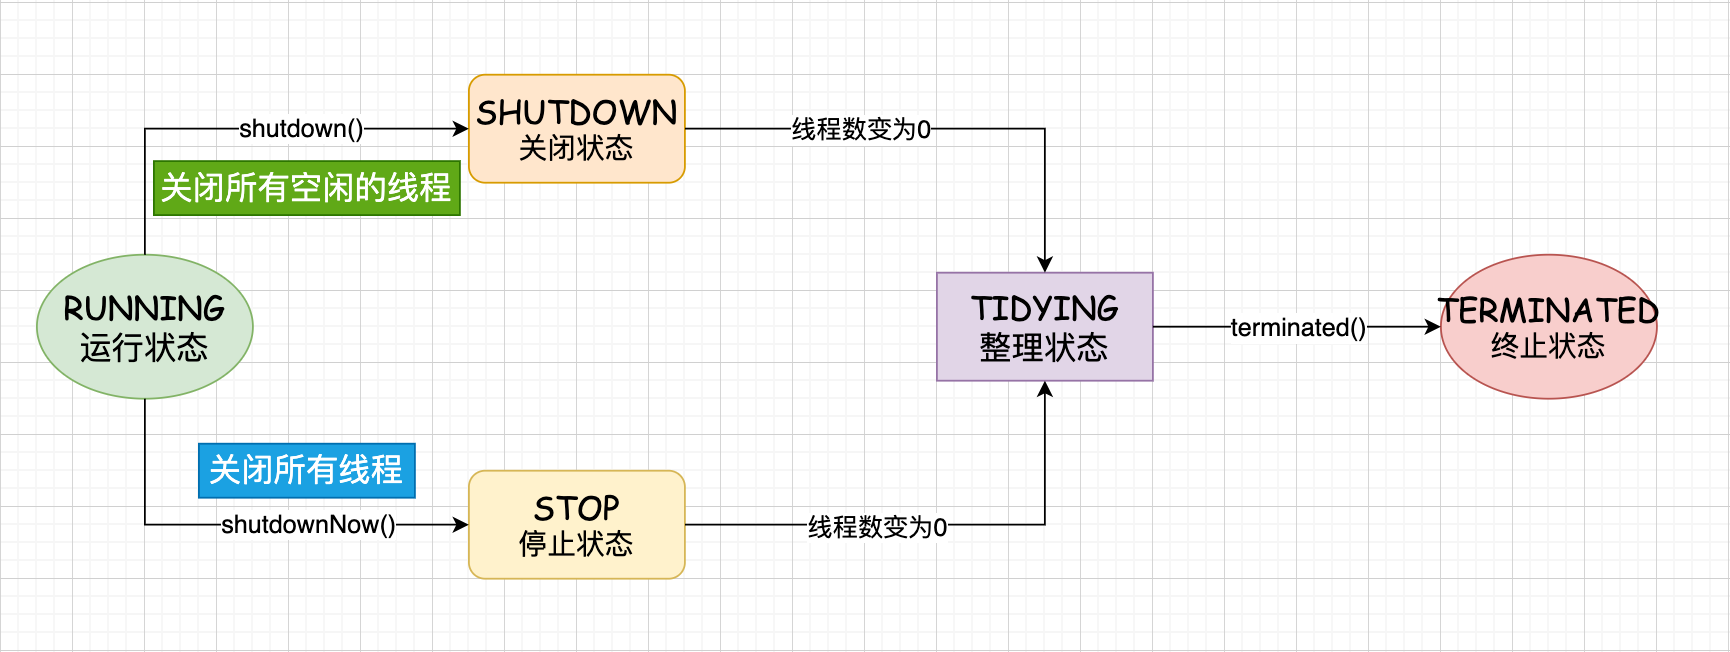 SHUTDOWN
关闭状态
shutdown()
线程数变为0
关闭所有空闲的线程
RUNNING
运行状态
TIDYING
整理状态
terminated()
TERMINATED
终止状态
关闭所有线程
shutdownNow()
STOP
停止状态
线程数变为0